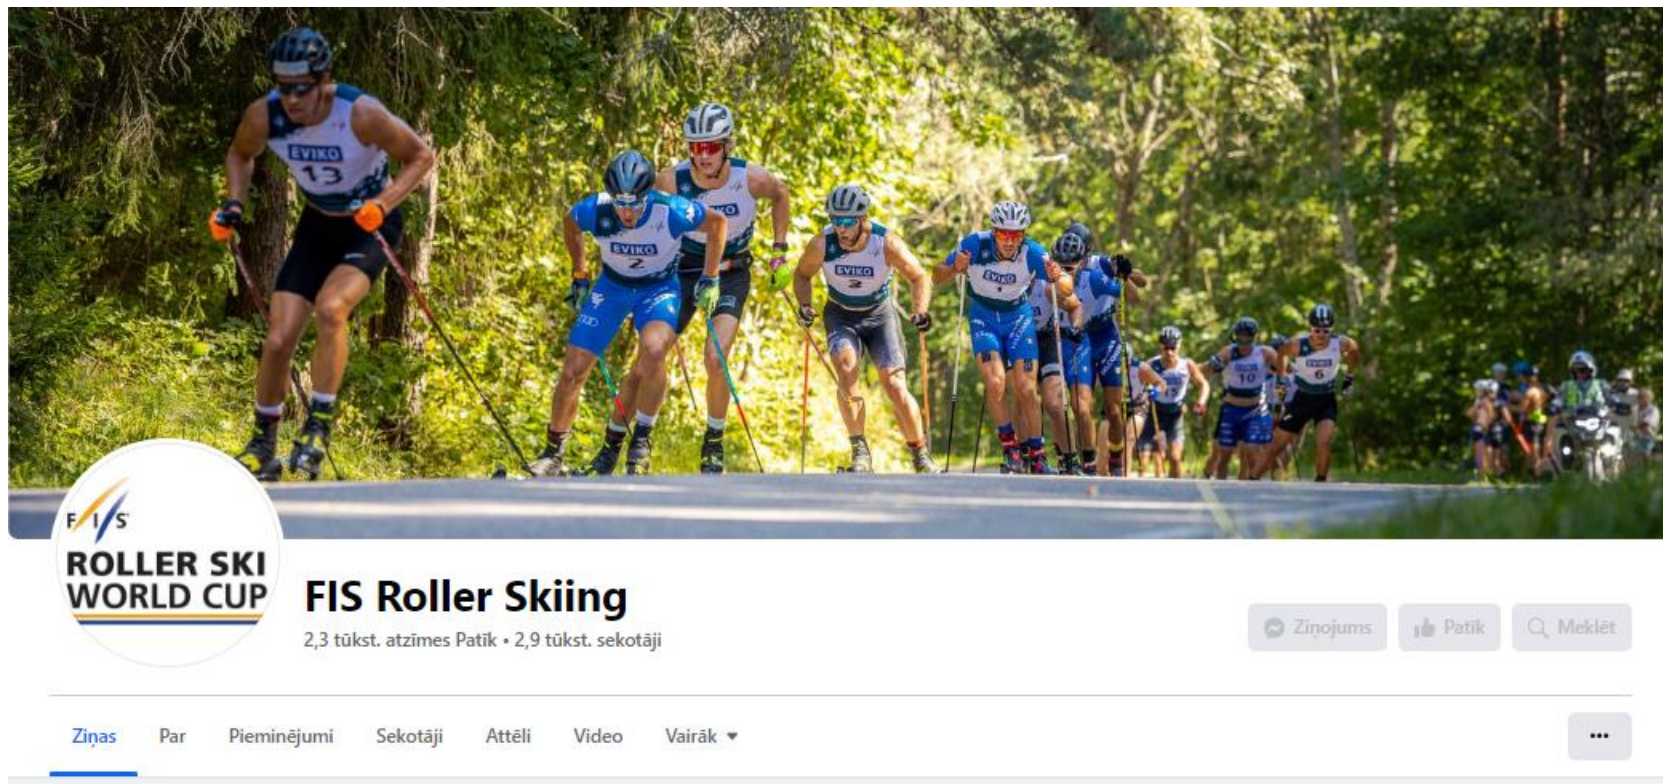 EVIKO
13
EVIKO
2
EVIKO
2
EVIKO
1
10
6
F/I/S
ROLLER SKI
WORLD CUP
FIS Roller Skiing
2,3 tūkst. atzīmes Patīk • 2,9 tūkst. sekotāji
Ziņojums
Patīk
Meklēt
Ziņas
Par
Pieminējumi
Sekotāji
Attēli
Video
Vairāk